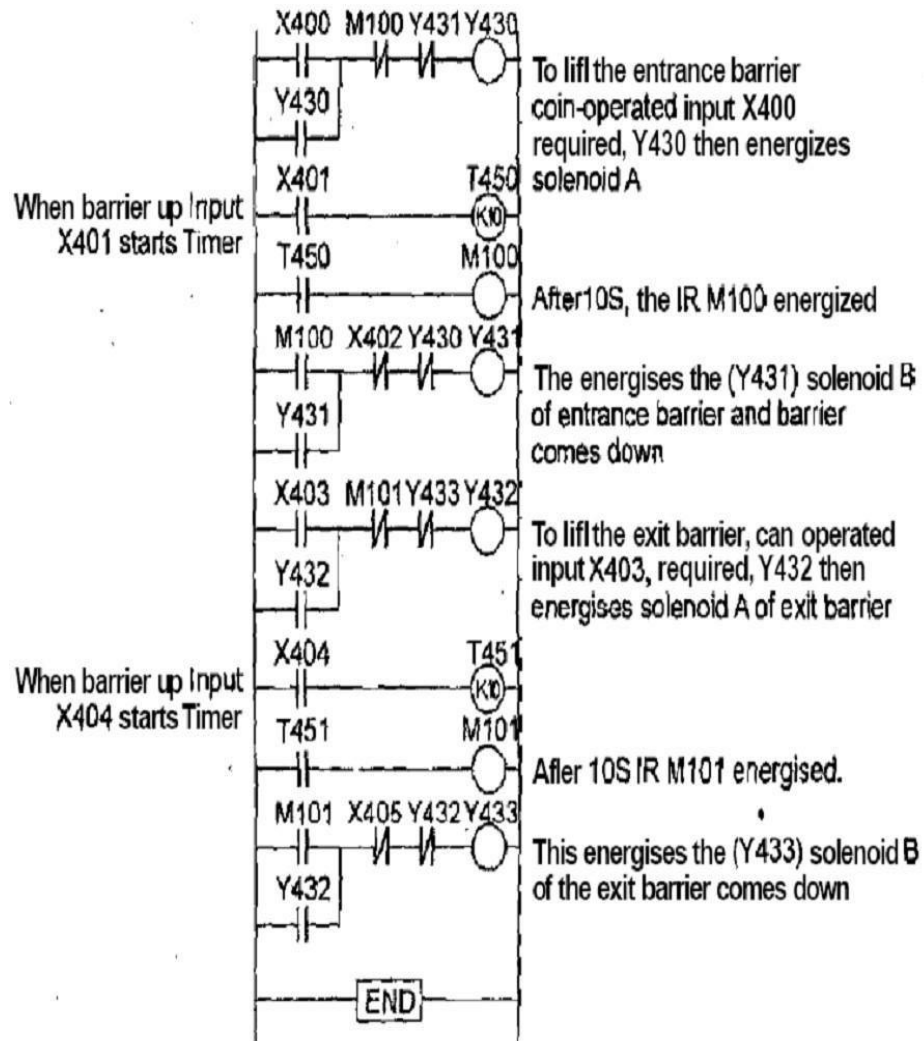 X400 M100 Y431 Y430
Y430
To lifl the entrance barrier
coin-operated input X400
required, Y430 then energizes
solenoid A
X401 T450
When barrier up Input
X401 starts Timer
K10
T450 M100
After10S, the IR M100 energized
M100 X402 Y430 Y431
The energises the (Y431) solenoid B
of entrance barrier and barrier
comes down
Y431
X403 M101 Y433 Y432
To lifl the exit barrier, can operated
input X403, required, Y432 then
energises solenoid A of exit barrier
Y432
X404 T451
When barrier up Input
X404 starts Timer
K10
T451 M101
Afler 10S IR M101 energised.
M101 X405 Y432 Y433
This energises the (Y433) solenoid B
of the exit barrier comes down
Y432
END